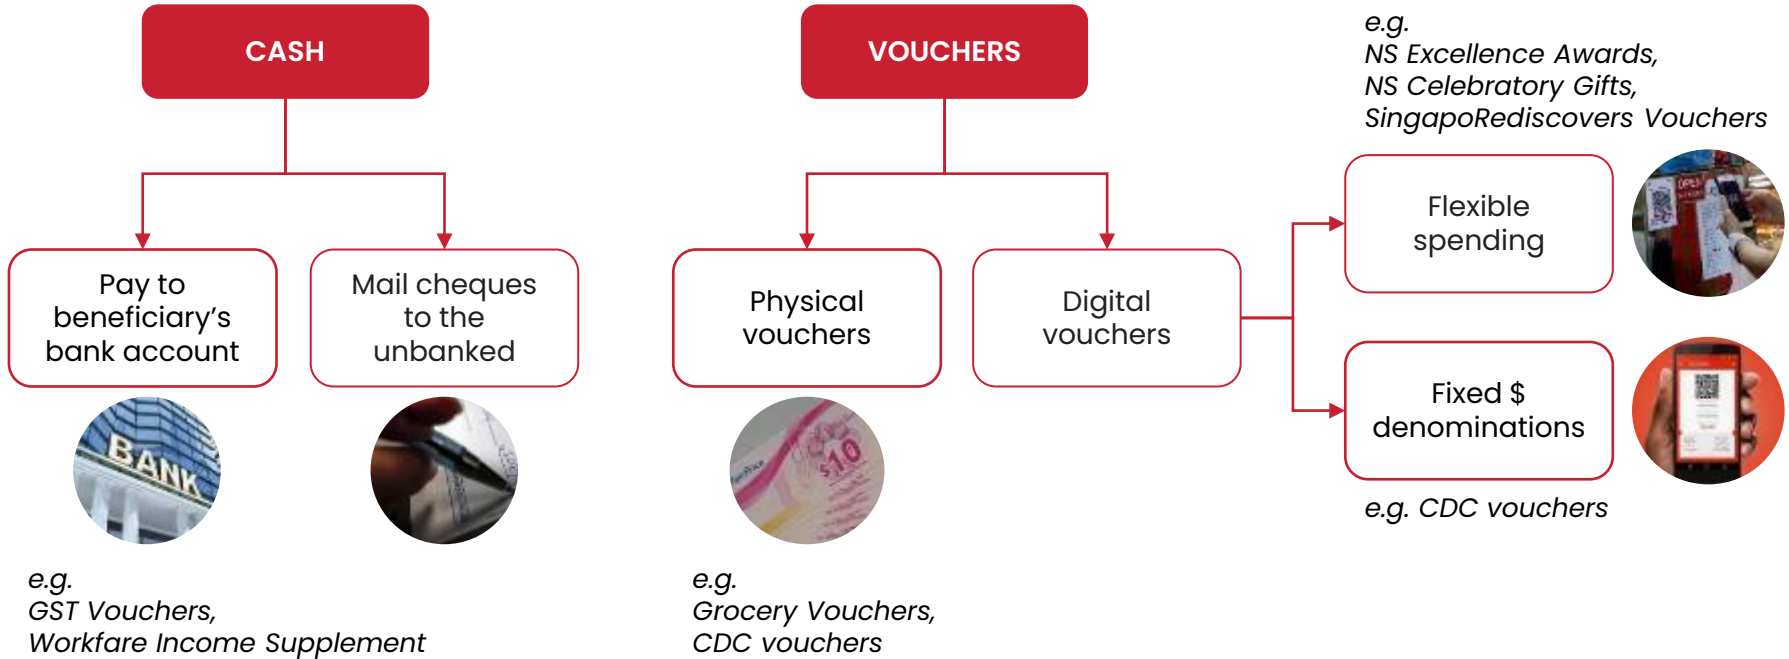 CASH
Pay to
beneficiary's
bank account
Mail cheques
to the
unbanked
BANK
e.g.
GST Vouchers,
Workfare Income Supplement
VOUCHERS
Physical
vouchers
Digital
vouchers
$10
e.g.
Grocery Vouchers,
CDC vouchers
e.g.
NS Excellence Awards,
NS Celebratory Gifts,
SingapoRediscovers Vouchers
Flexible
spending
OPEN
Fixed $
denominations
e.g. CDC vouchers